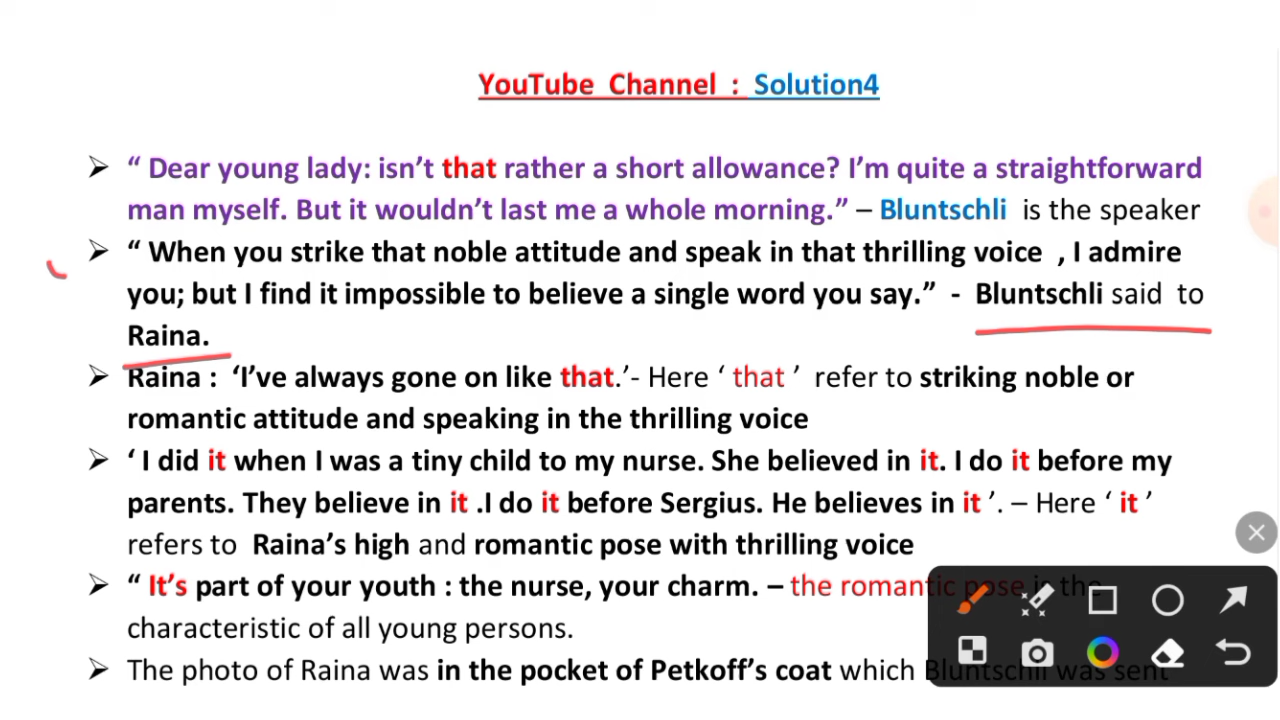 YouTube Channel : Solution4
➢ “ Dear young lady: isn’t that rather a short allowance? I’m quite a straightforward
man myself. But it wouldn’t last me a whole morning.” – Bluntschli is the speaker
➢ “ When you strike that noble attitude and speak in that thrilling voice , I admire
you; but I find it impossible to believe a single word you say.” - Bluntschli said to
Raina.
➢ Raina : ‘I’ve always gone on like that.’- Here ‘ that ’ refer to striking noble or
romantic attitude and speaking in the thrilling voice
➢ ‘ I did it when I was a tiny child to my nurse. She believed in it. I do it before my
parents. They believe in it .I do it before Sergius. He believes in it ’. – Here ‘ it ’
refers to Raina’s high and romantic pose with thrilling voice
➢ “ It’s part of your youth : the nurse, your charm. – the romantic pose is the
characteristic of all young persons.
➢ The photo of Raina was in the pocket of Petkoff’s coat which Bluntschli was sent